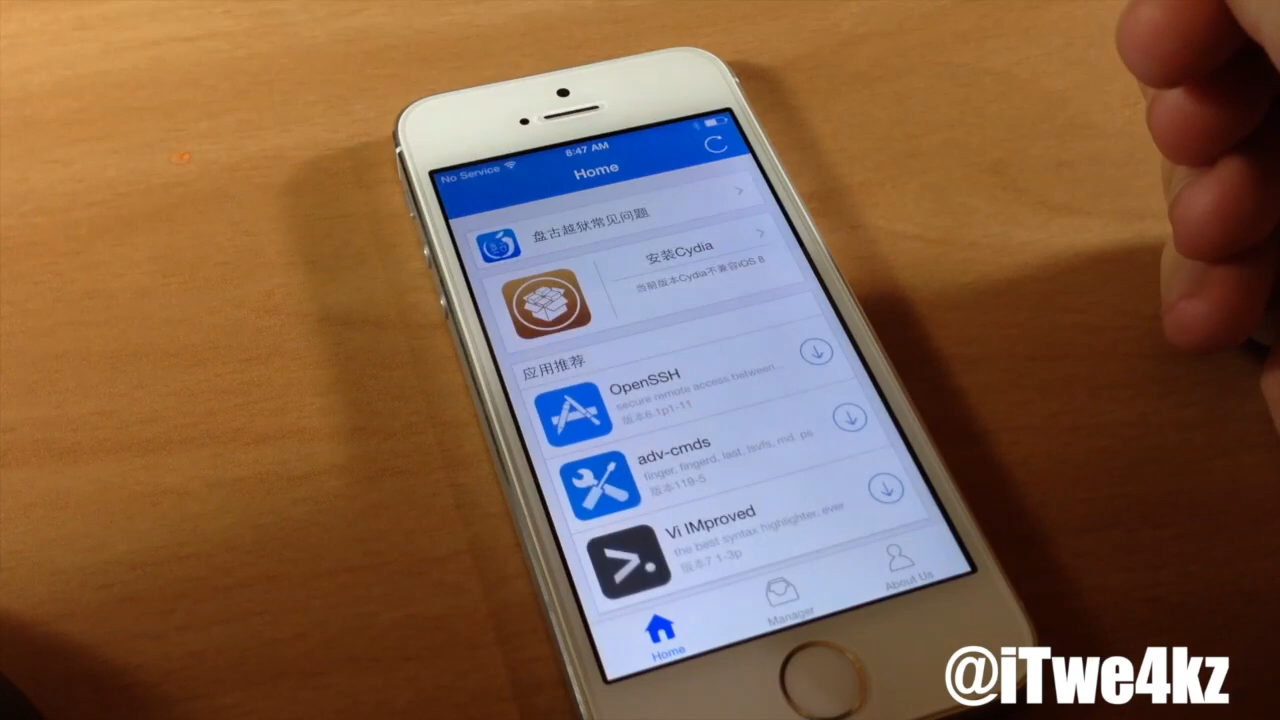 No Service 8:47 AM
Home
盘古越狱常见问题
安装Cydia
当前版本Cydia不兼容iOS 8
应用推荐
OpenSSH
secure remote access between...
版本6.1p1-11
adv-cmds
finger, fingerd, last, lsvfs, md, ps
版本119-5
Vi IMproved
the best syntax highlighter, ever
版本7.1-3p
Home Manager About Us
@iTwe4kz